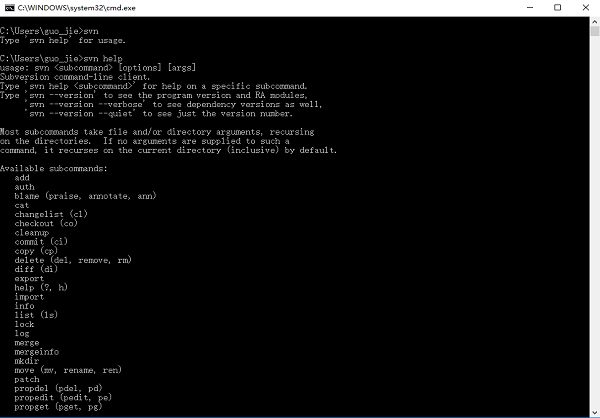 C:\WINDOWS\system32\cmd.exe
C:\Users\guo_jie>svn
Type 'svn help' for usage.
C:\Users\guo_jie>svn help
usage: svn <subcommand> [options] [args]
Subversion command-line client.
Type 'svn help <subcommand>' for help on a specific subcommand.
Type 'svn --version' to see the program version and RA modules,
'svn --version --verbose' to see dependency versions as well,
'svn --version --quiet' to see just the version number.
Most subcommands take file and/or directory arguments, recursing
on the directories.  If no arguments are supplied to such a
command, it recurses on the current directory (inclusive) by default.
Available subcommands:
add
auth
blame (praise, annotate, ann)
cat
changelist (cl)
checkout (co)
cleanup
commit (ci)
copy (cp)
delete (del, remove, rm)
diff (di)
export
help (?, h)
import
info
list (ls)
lock
log
merge
mergeinfo
mkdir
move (mv, rename, ren)
patch
propdel (pdel, pd)
propedit (pedit, pe)
propget (pget, pg)